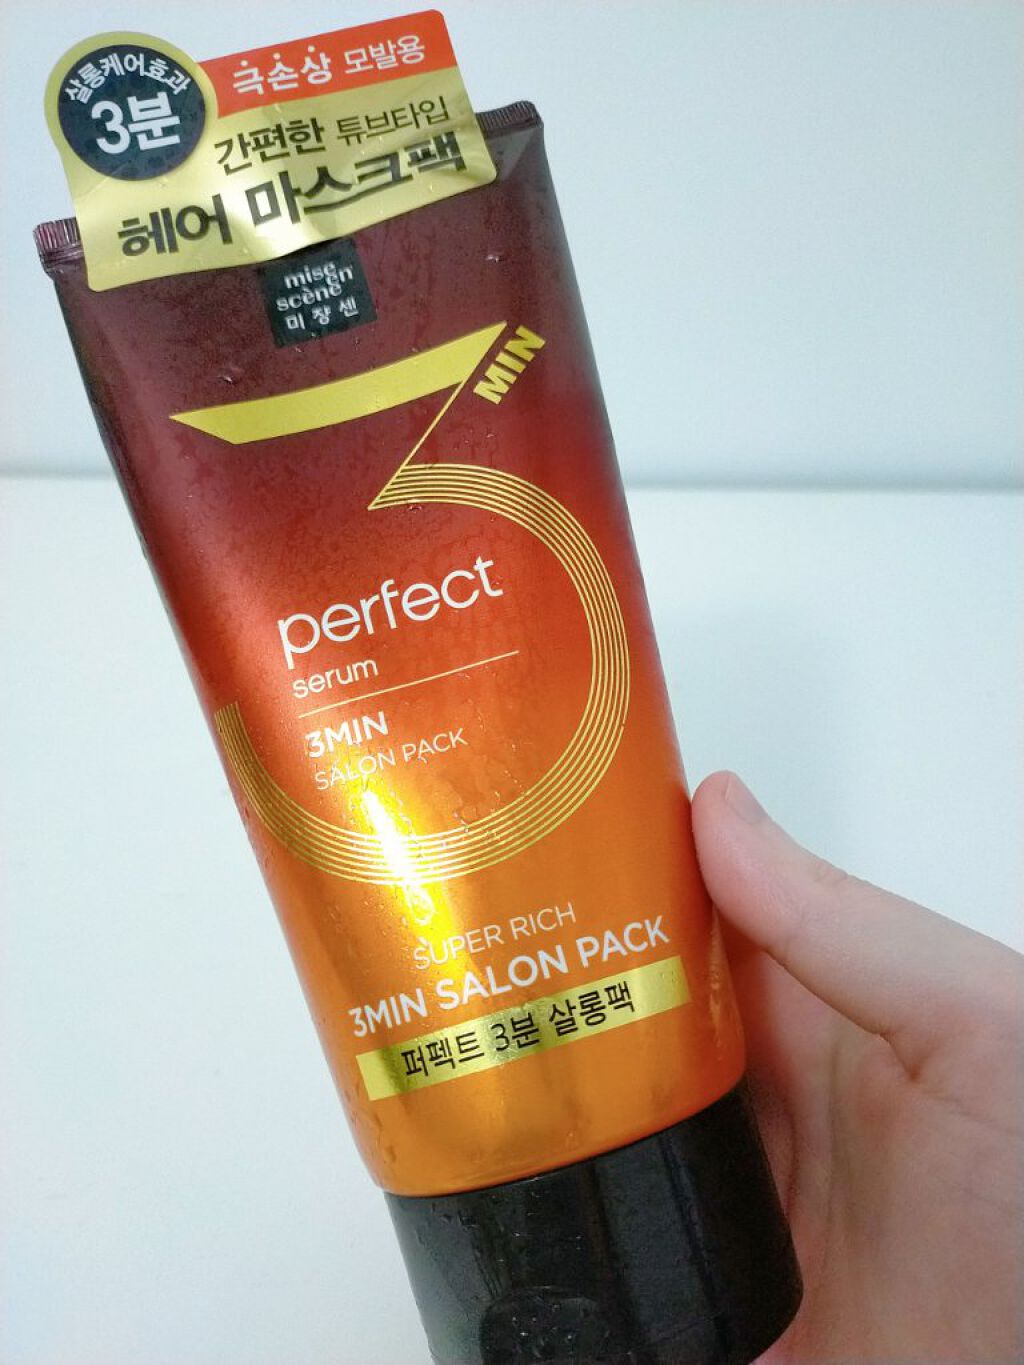 살롱케어효과
3분
극손상 모발용
간편한 튜브타입
헤어 마스크팩
mise
en
scène
미쟝센
3
MIN
perfect
serum
3MIN
SALON PACK
SUPER RICH
3MIN SALON PACK
퍼펙트 3분 살롱팩